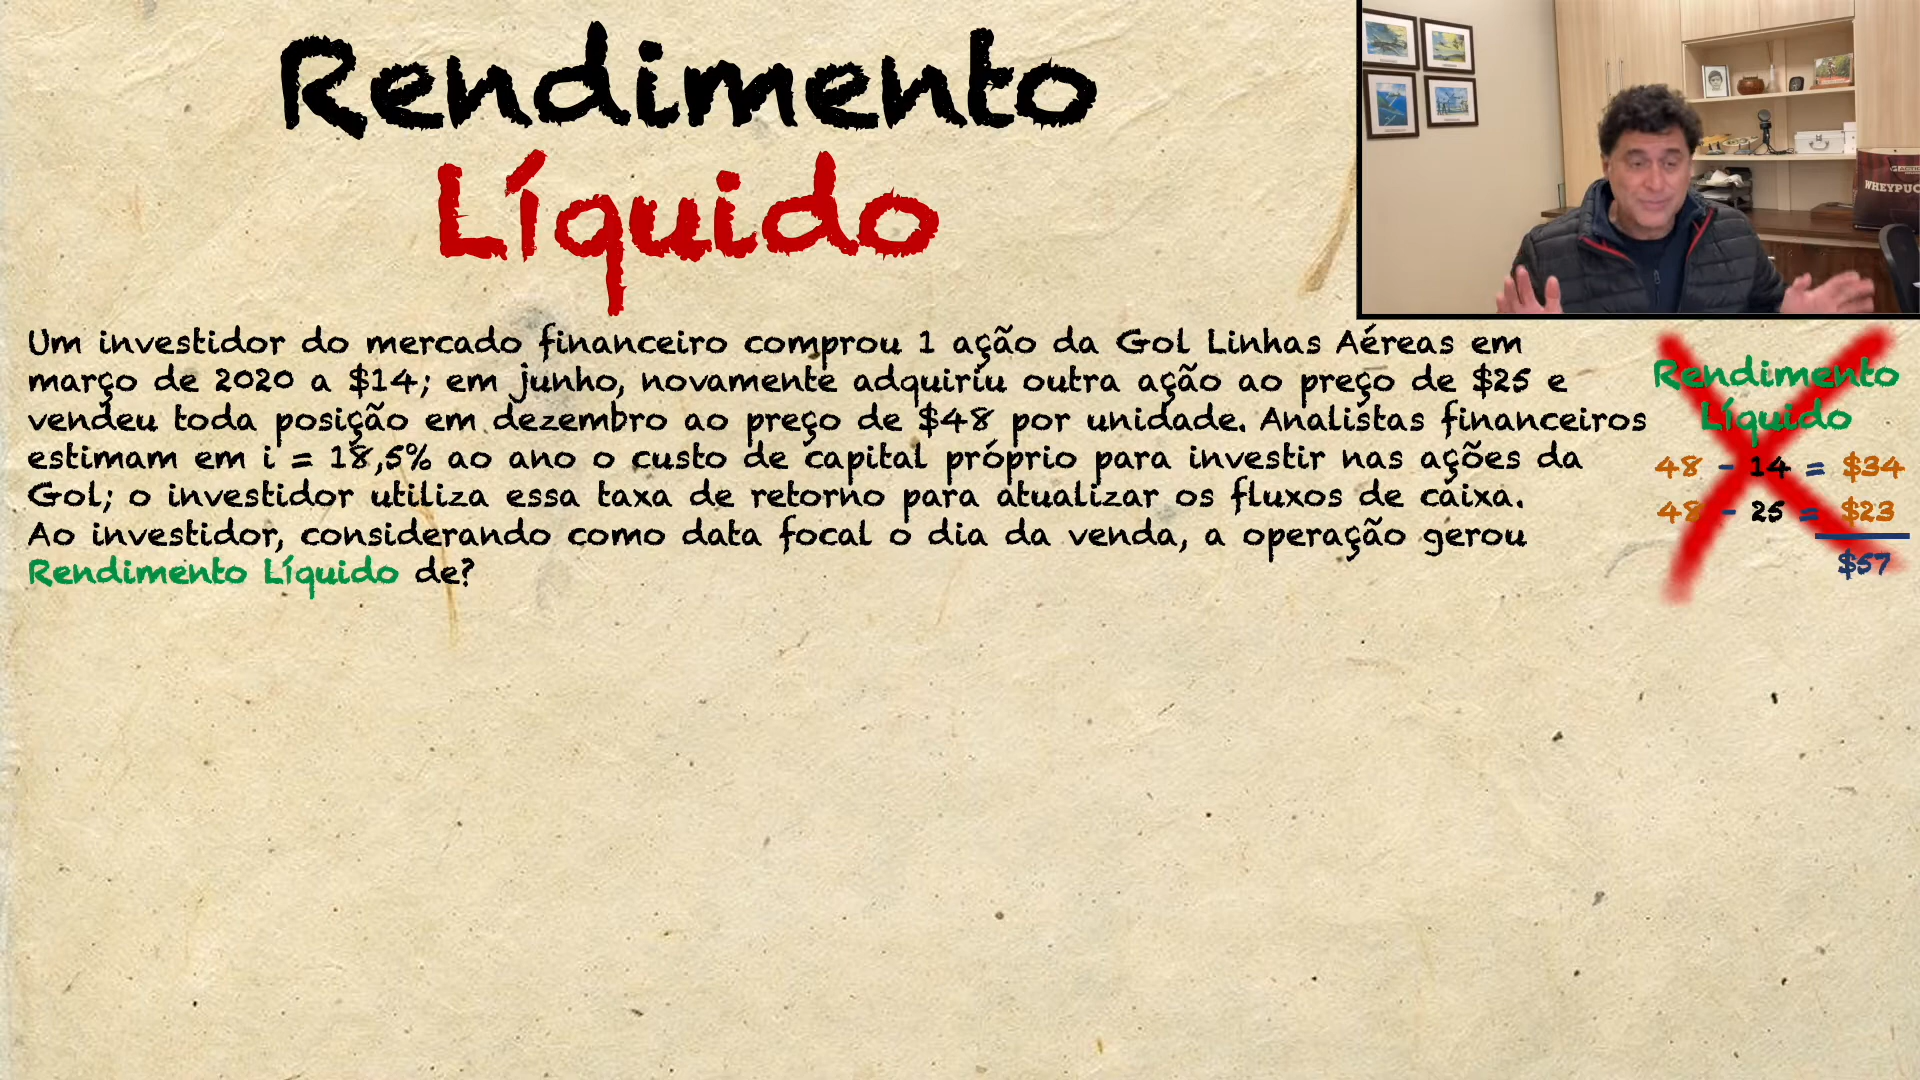 Rendimento
Líquido
Um investidor do mercado financeiro comprou 1 ação da Gol Linhas Aéreas em
março de 2020 a $14; em junho, novamente adquiriu outra ação ao preço de $25 e
vendeu toda posição em dezembro ao preço de $48 por unidade. Analistas financeiros
estimam em i = 18,5% ao ano o custo de capital próprio para investir nas ações da
Gol; o investidor utiliza essa taxa de retorno para atualizar os fluxos de caixa.
Ao investidor, considerando como data focal o dia da venda, a operação gerou
Rendimento Líquido de?
Rendimento
Líquido
48 - 14 = $34
48 - 25 = $23
$57